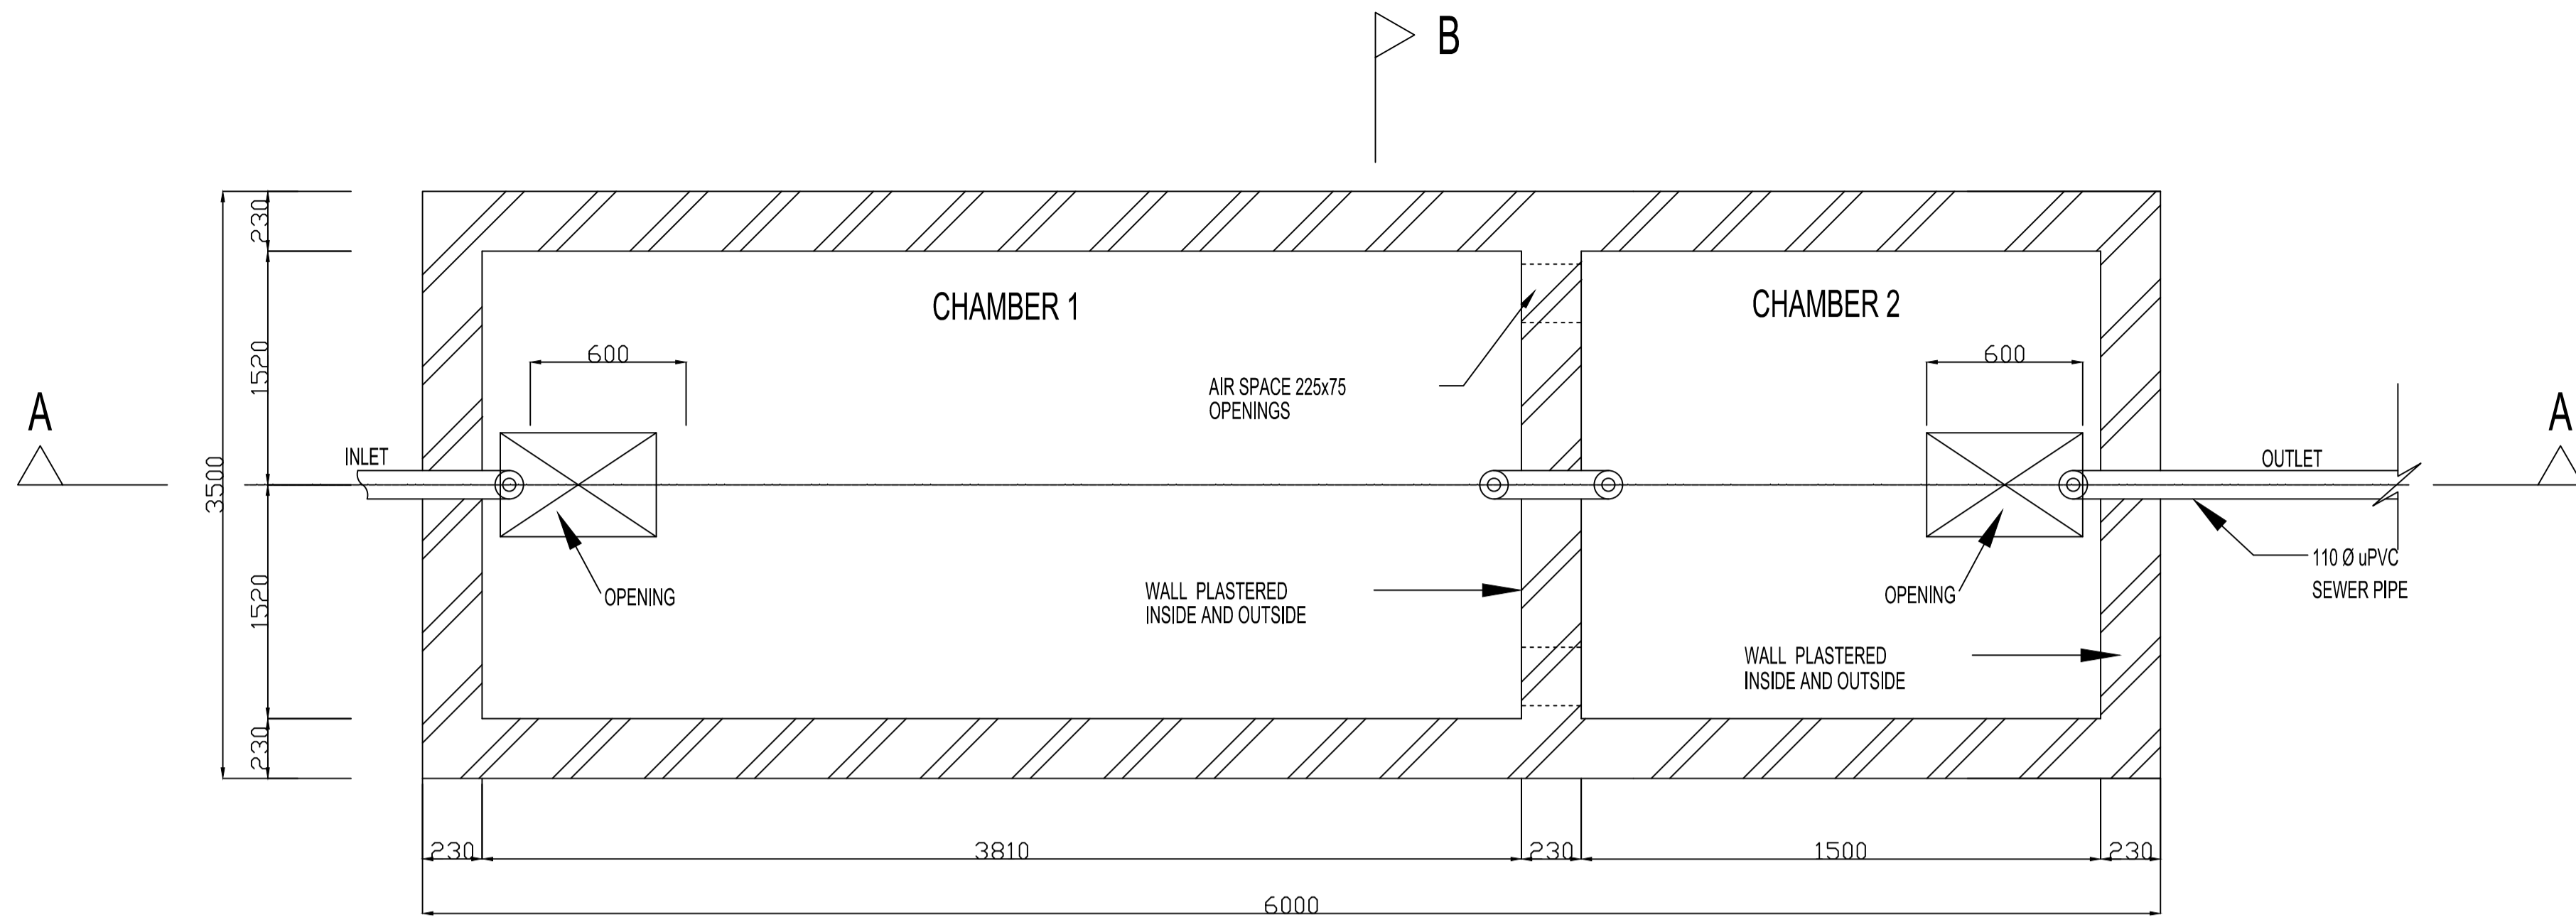 B
230
CHAMBER 1
CHAMBER 2
1520
600
600
AIR SPACE 225x75
OPENINGS
A
A
INLET
OUTLET
3500
110 Ø uPVC
SEWER PIPE
OPENING
OPENING
WALL PLASTERED
INSIDE AND OUTSIDE
1520
WALL PLASTERED
INSIDE AND OUTSIDE
230
230
3810
230
1500
230
6000